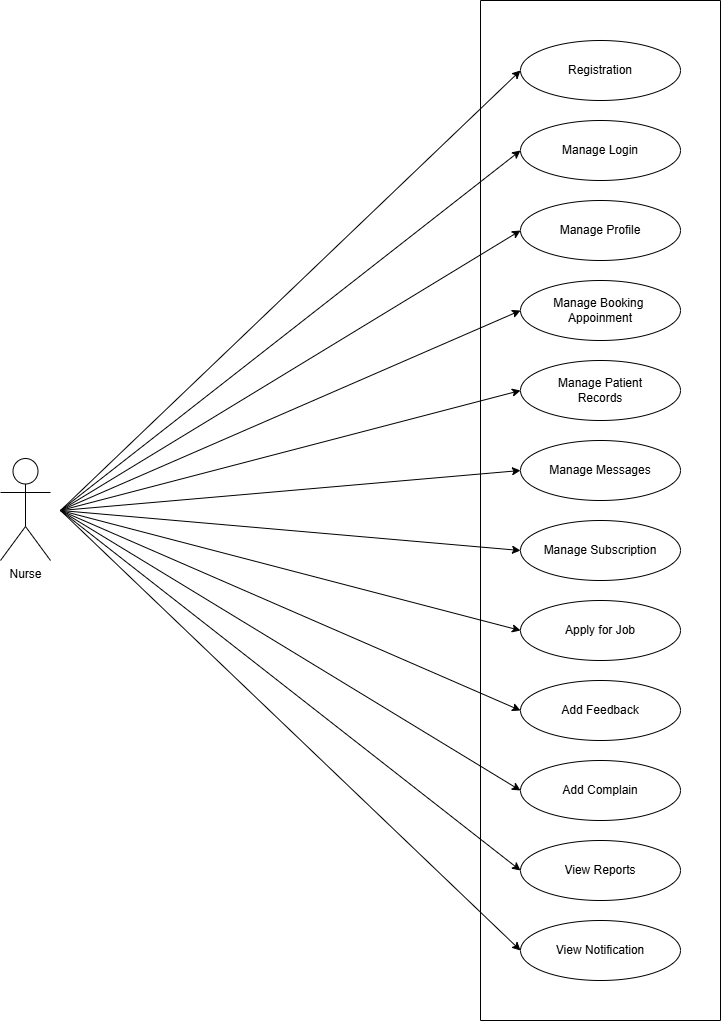 Registration
Manage Login
Manage Profile
Manage Booking
Appoinment
Manage Patient
Records
Manage Messages
Nurse
Manage Subscription
Apply for Job
Add Feedback
Add Complain
View Reports
View Notification